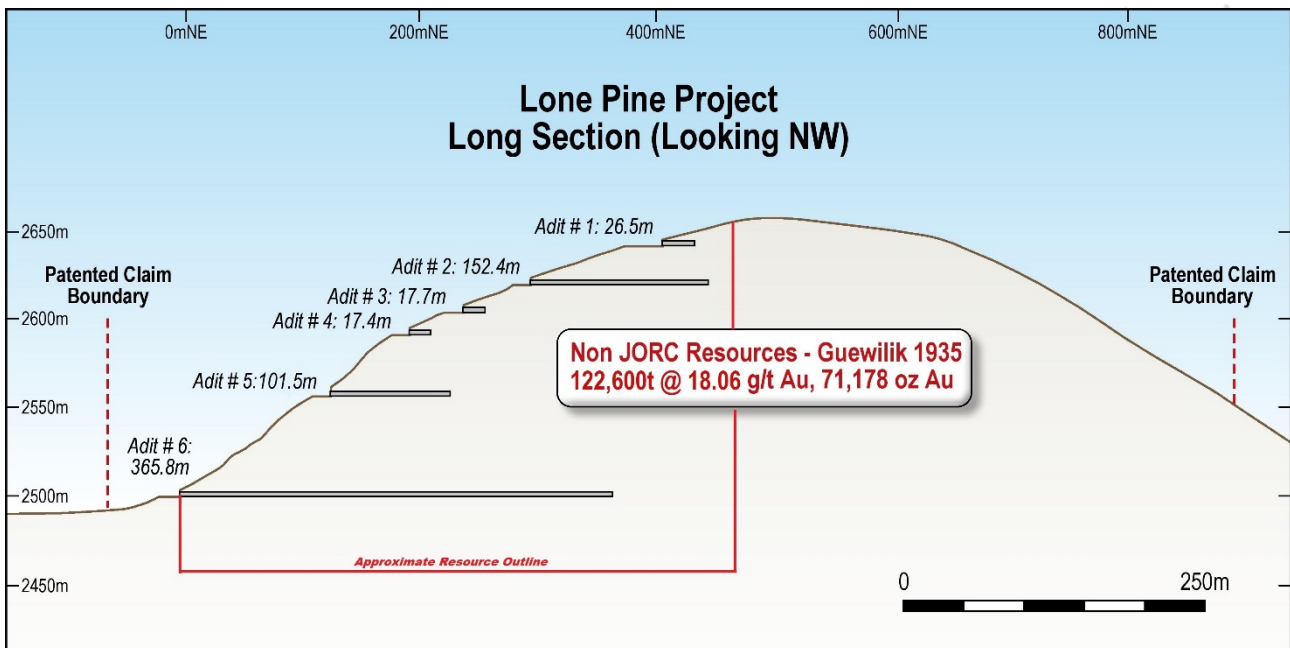 0mNE
200mNE
400mNE
600mNE
800mNE
Lone Pine Project
Long Section (Looking NW)
2650m
Adit # 1: 26.5m
Patented Claim
Boundary
Adit # 2: 152.4m
Patented Claim
Boundary
Adit # 3: 17.7m
2600m
Adit # 4: 17.4m
Non JORC Resources - Guewilik 1935
122,600t @ 18.06 g/t Au, 71,178 oz Au
Adit # 5:101.5m
2550m
Adit # 6:
365.8m
2500m
Approximate Resource Outline
2450m
0
250m